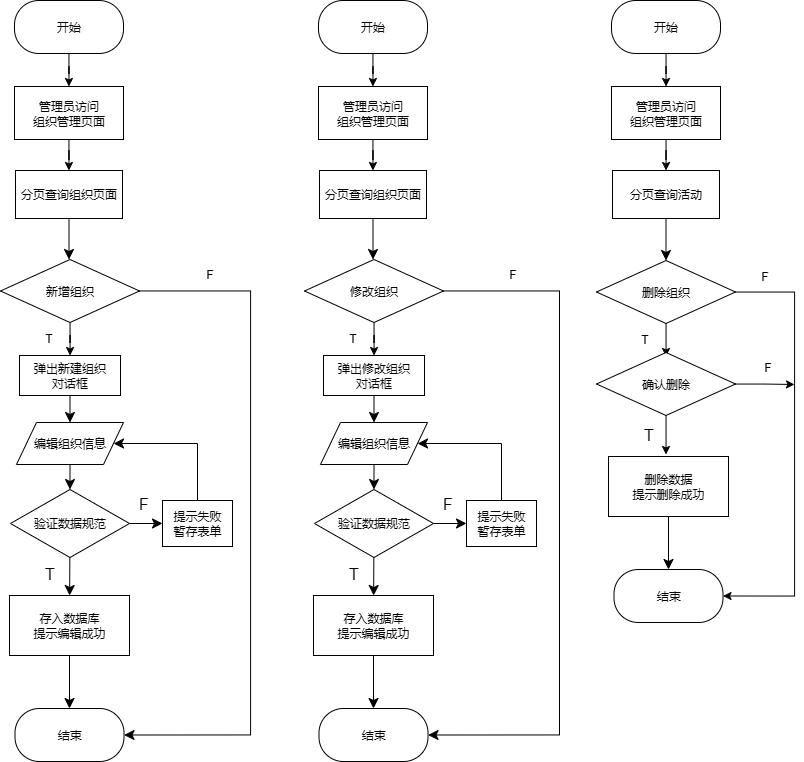 开始
管理员访问
组织管理页面
分页查询组织页面
新增组织
F
T
弹出新建组织
对话框
编辑组织信息
验证数据规范
F
提示失败
暂存表单
T
存入数据库
提示编辑成功
结束
开始
管理员访问
组织管理页面
分页查询组织页面
修改组织
F
T
弹出修改组织
对话框
编辑组织信息
验证数据规范
F
提示失败
暂存表单
T
存入数据库
提示编辑成功
结束
开始
管理员访问
组织管理页面
分页查询活动
删除组织
F
T
确认删除
F
T
删除数据
提示删除成功
结束